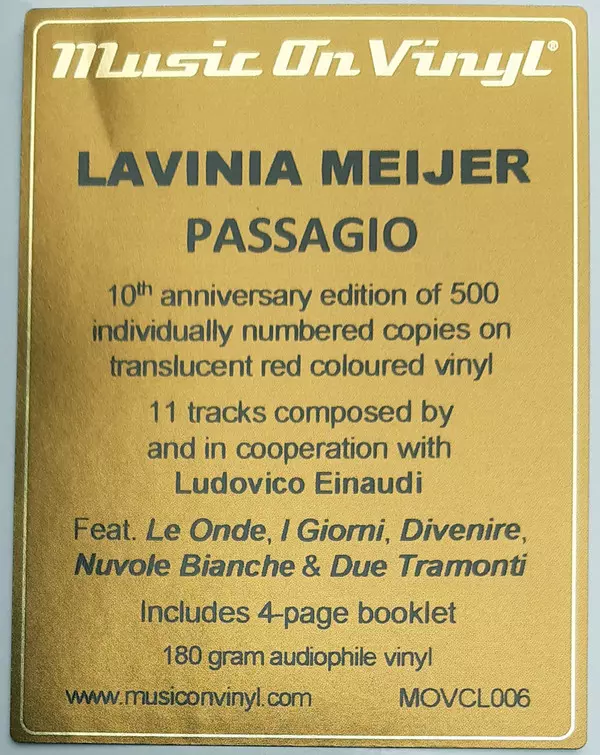 Music On Vinyl®
LAVINIA MEIJER
PASSAGIO
10th anniversary edition of 500
individually numbered copies on
translucent red coloured vinyl
11 tracks composed by
and in cooperation with
Ludovico Einaudi
Feat. Le Onde, I Giorni, Divenire,
Nuvole Bianche & Due Tramonti
Includes 4-page booklet
180 gram audiophile vinyl
www.musiconvinyl.com MOVCL006